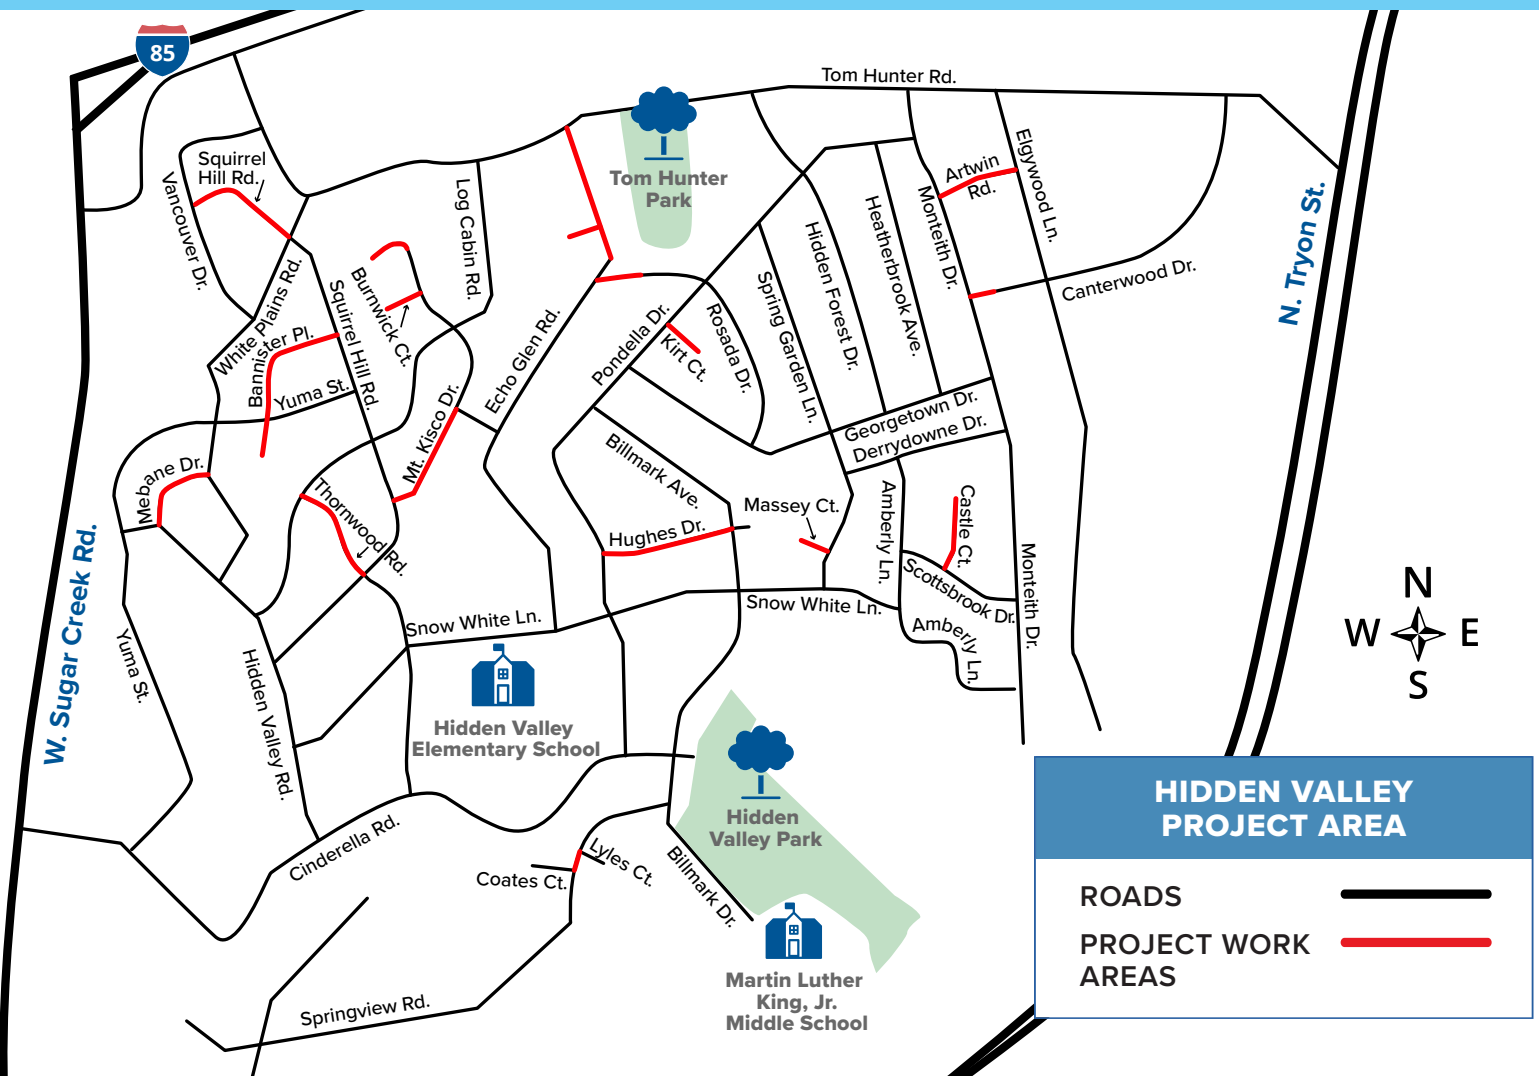 85
Tom Hunter Rd.
Squirrel
Hill Rd.
Vancouver Dr.
Log Cabin Rd.
Tom Hunter
Park
Artwin
Rd.
Elgywood Ln.
Monteith Dr.
Heatherbrook Ave.
Hidden Forest Dr.
Spring Garden Ln.
Canterwood Dr.
N. Tryon St.
White Plains Rd.
Squirrel Hill Rd.
Burnwick Ct.
Bannister Pl.
Yuma St.
Echo Glen Rd.
Pondella Dr.
Kirt Ct.
Rosada Dr.
Mt. Kisco Dr.
Georgetown Dr.
Derrydowne Dr.
Mebane Dr.
Thornwood Rd.
Billmark Ave.
Hughes Dr.
Massey Ct.
Amberly Ln.
Castle Ct.
Scottsbrook Dr.
Monteith Dr.
Amberly Ln.
Snow White Ln.
Snow White Ln.
W. Sugar Creek Rd.
Yuma St.
Hidden Valley Rd.
Hidden Valley
Elementary School
N
W
E
S
Hidden
Valley Park
Cinderella Rd.
Coates Ct.
Lyles Ct.
Billmark Dr.
Martin Luther
King, Jr.
Middle School
Springview Rd.
HIDDEN VALLEY
PROJECT AREA
ROADS
PROJECT WORK
AREAS